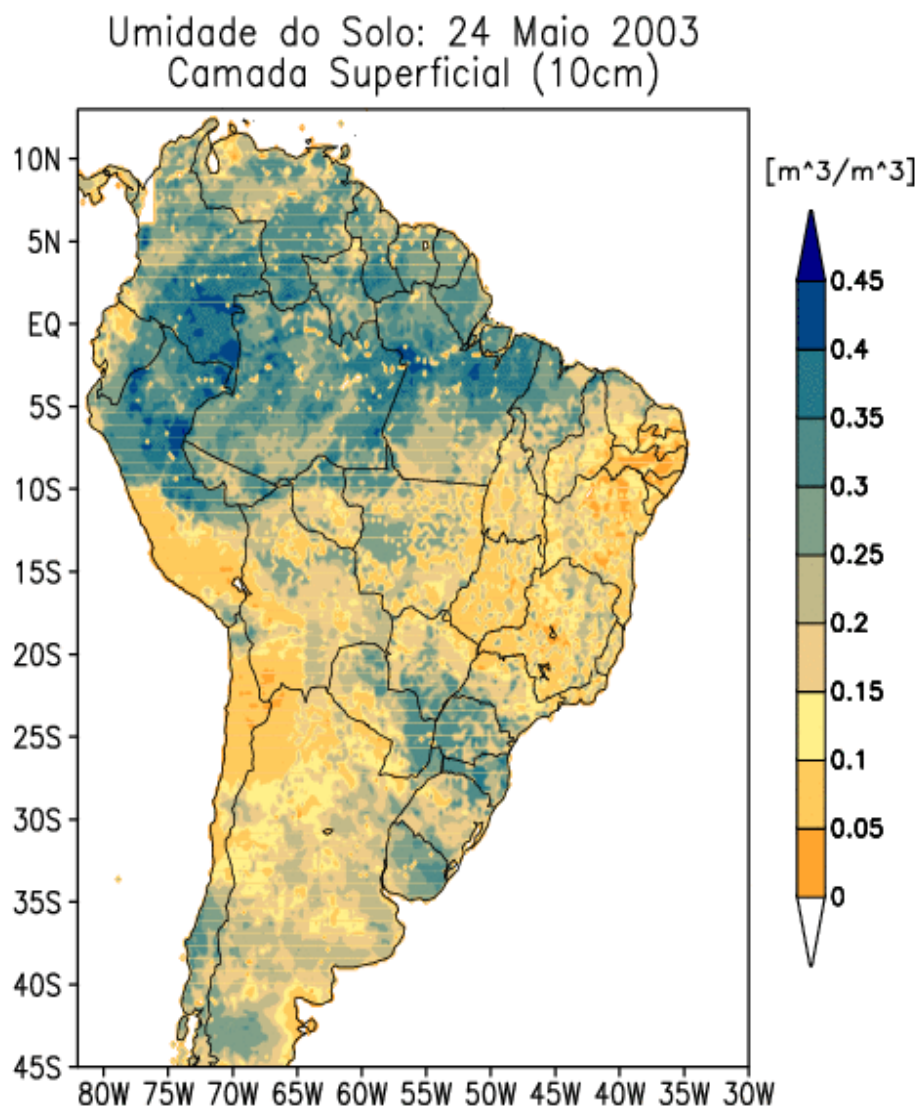 Umidade do Solo: 24 Maio 2003
Camada Superficial (10cm)
[m^3/m^3]
10N
5N
EQ
5S
10S
15S
20S
25S
30S
35S
40S
45S
80W 75W 70W 65W 60W 55W 50W 45W 40W 35W 30W
0.45
0.4
0.35
0.3
0.25
0.2
0.15
0.1
0.05
0